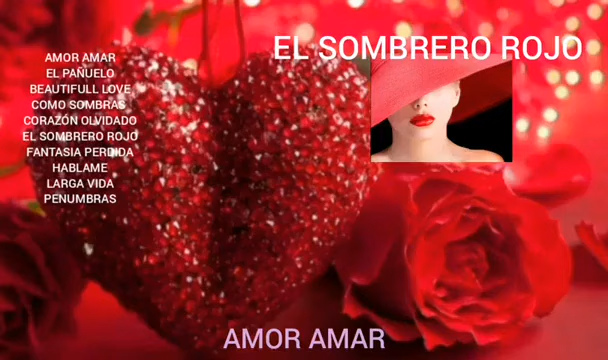 EL SOMBRERO ROJO
AMOR AMAR
EL PAÑUELO
BEAUTIFULL LOVE
COMO SOMBRAS
CORAZÓN OLVIDADO
EL SOMBRERO ROJO
FANTASIA PERDIDA
HABLAME
LARGA VIDA
PENUMBRAS
AMOR AMAR